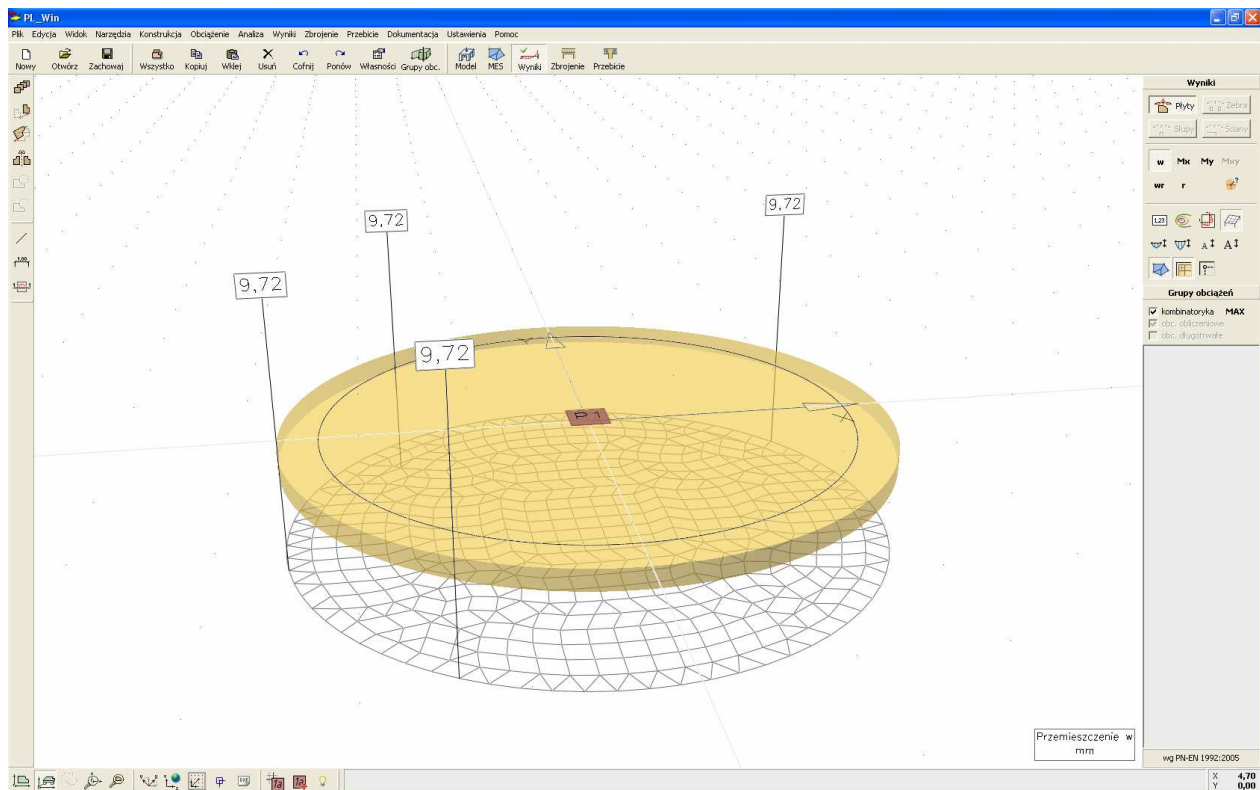 PL_Win
Plik Edycja Widok Narzędzia Konstrukcja Obciążenie Analiza Wyniki Zbrojenie Przebicie Dokumentacja Ustawienia Pomoc
Nowy Otwórz Zachowaj Wszystko Kopiuj Wklej Usuń Cofnij Ponów Własności Grupy obc. Model MES Wyniki Zbrojenie Przebicie
Wyniki
Płyty Żebra
Słupy Ściany
w Mx My Mxy
wr r
1,23
A A
Grupy obciążeń
kombinatoryka MAX
obc. obliczeniowe
obc. długotrwałe
9,72
9,72
9,72
9,72
Y
P 1
X
Przemieszczenie w
mm
wg PN-EN 1992:2005
X 4,70
Y 0,00